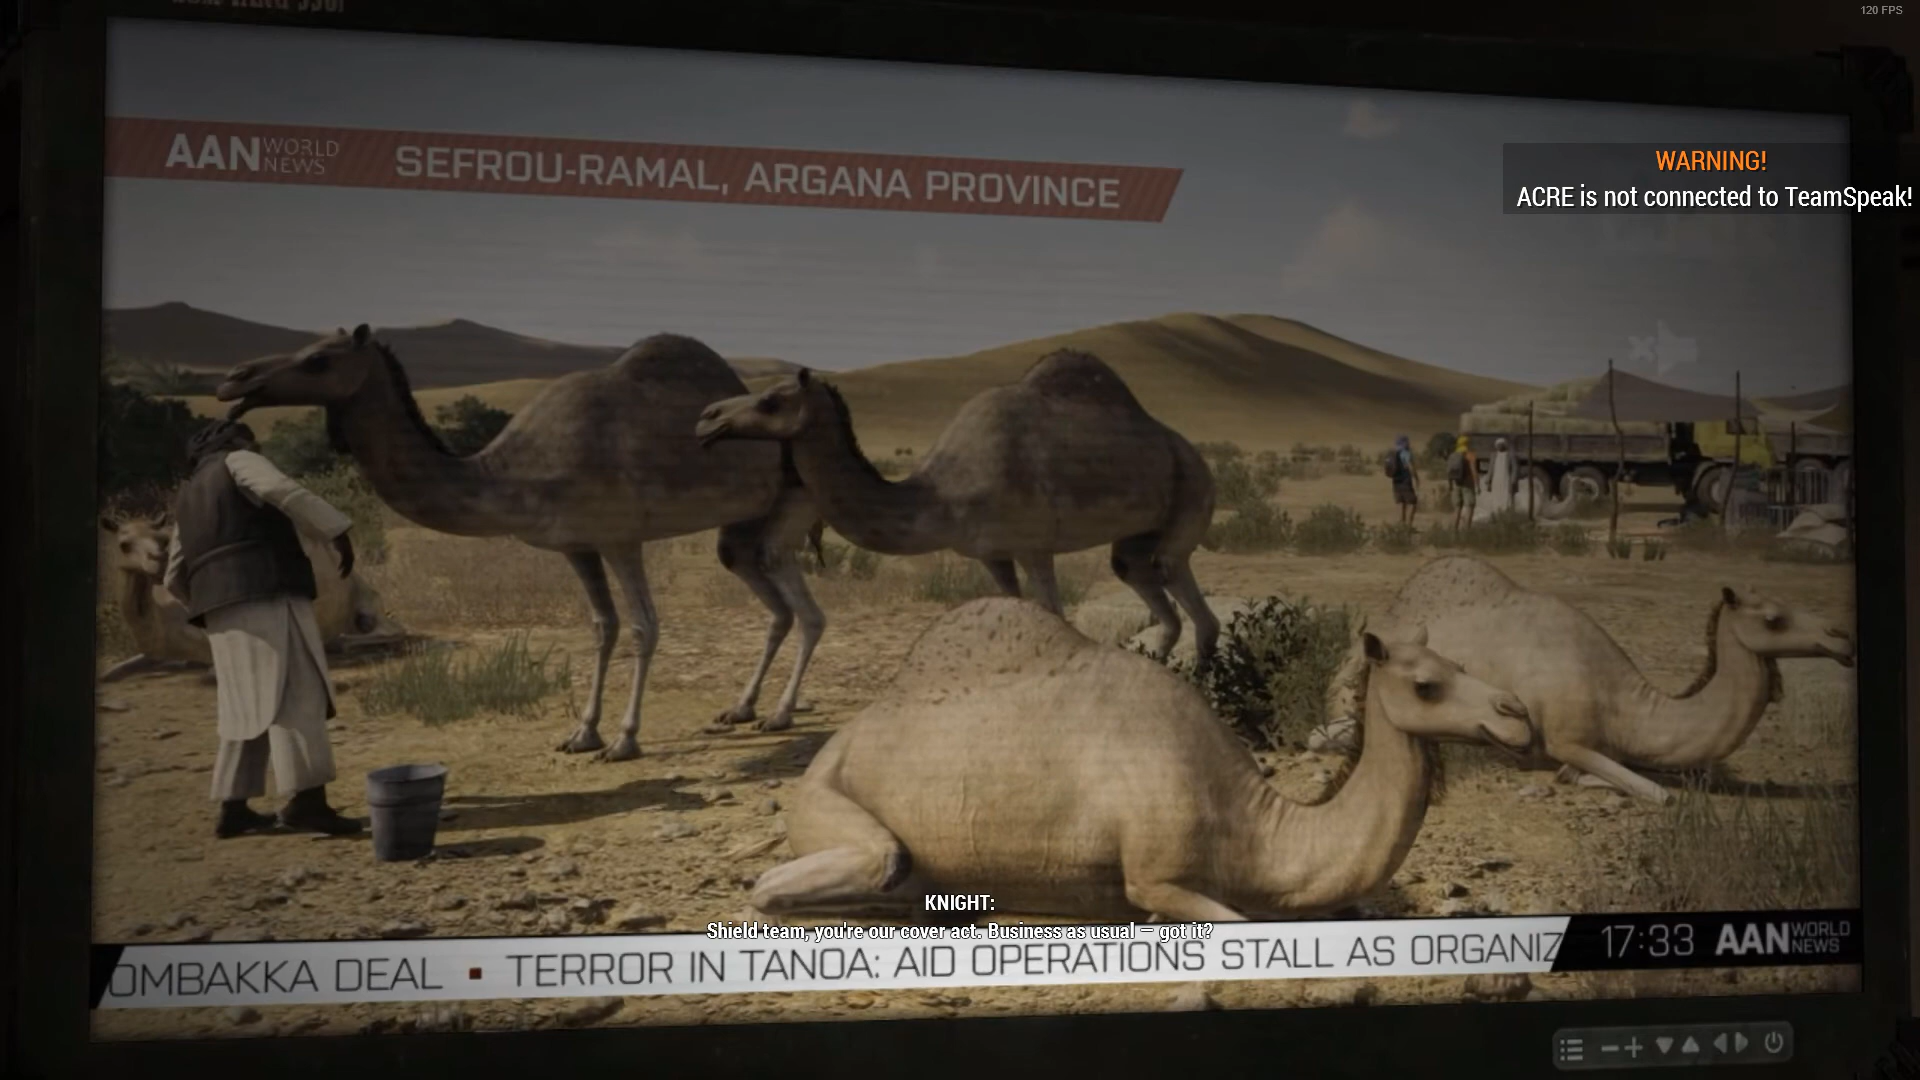 120 FPS
AAN WORLD NEWS
SEFROU-RAMAL, ARGANA PROVINCE
WARNING!
ACRE is not connected to TeamSpeak!
KNIGHT:
Shield team, you're our cover act. Business as usual – got it?
OMBAKKA DEAL ▪ TERROR IN TANOA: AID OPERATIONS STALL AS ORGANIZ
17:33
AAN WORLD NEWS